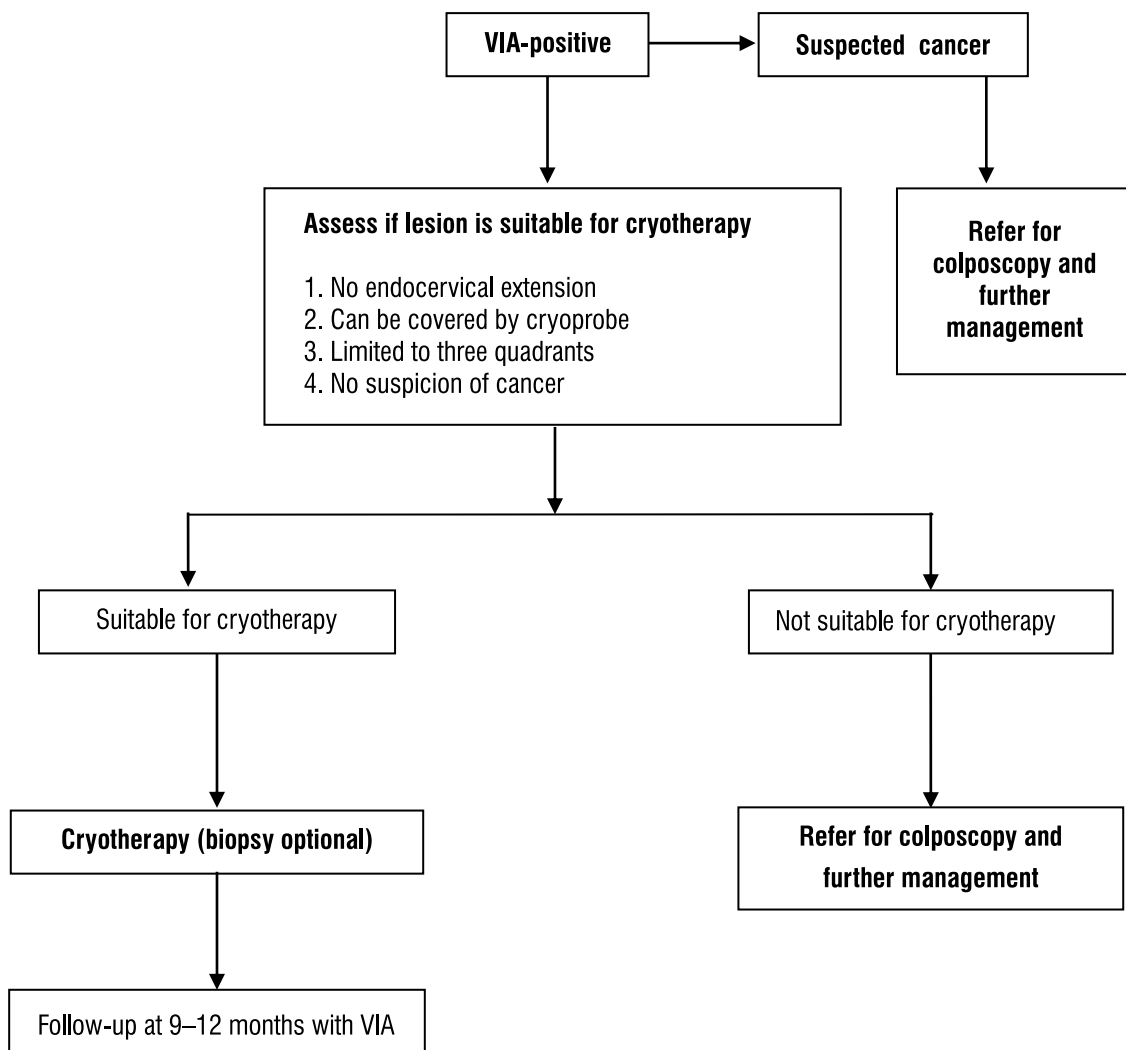 VIA-positive
Suspected cancer
Assess if lesion is suitable for cryotherapy
1. No endocervical extension
2. Can be covered by cryoprobe
3. Limited to three quadrants
4. No suspicion of cancer
Refer for
colposcopy and
further
management
Suitable for cryotherapy
Not suitable for cryotherapy
Cryotherapy (biopsy optional)
Refer for colposcopy and
further management
Follow-up at 9–12 months with VIA